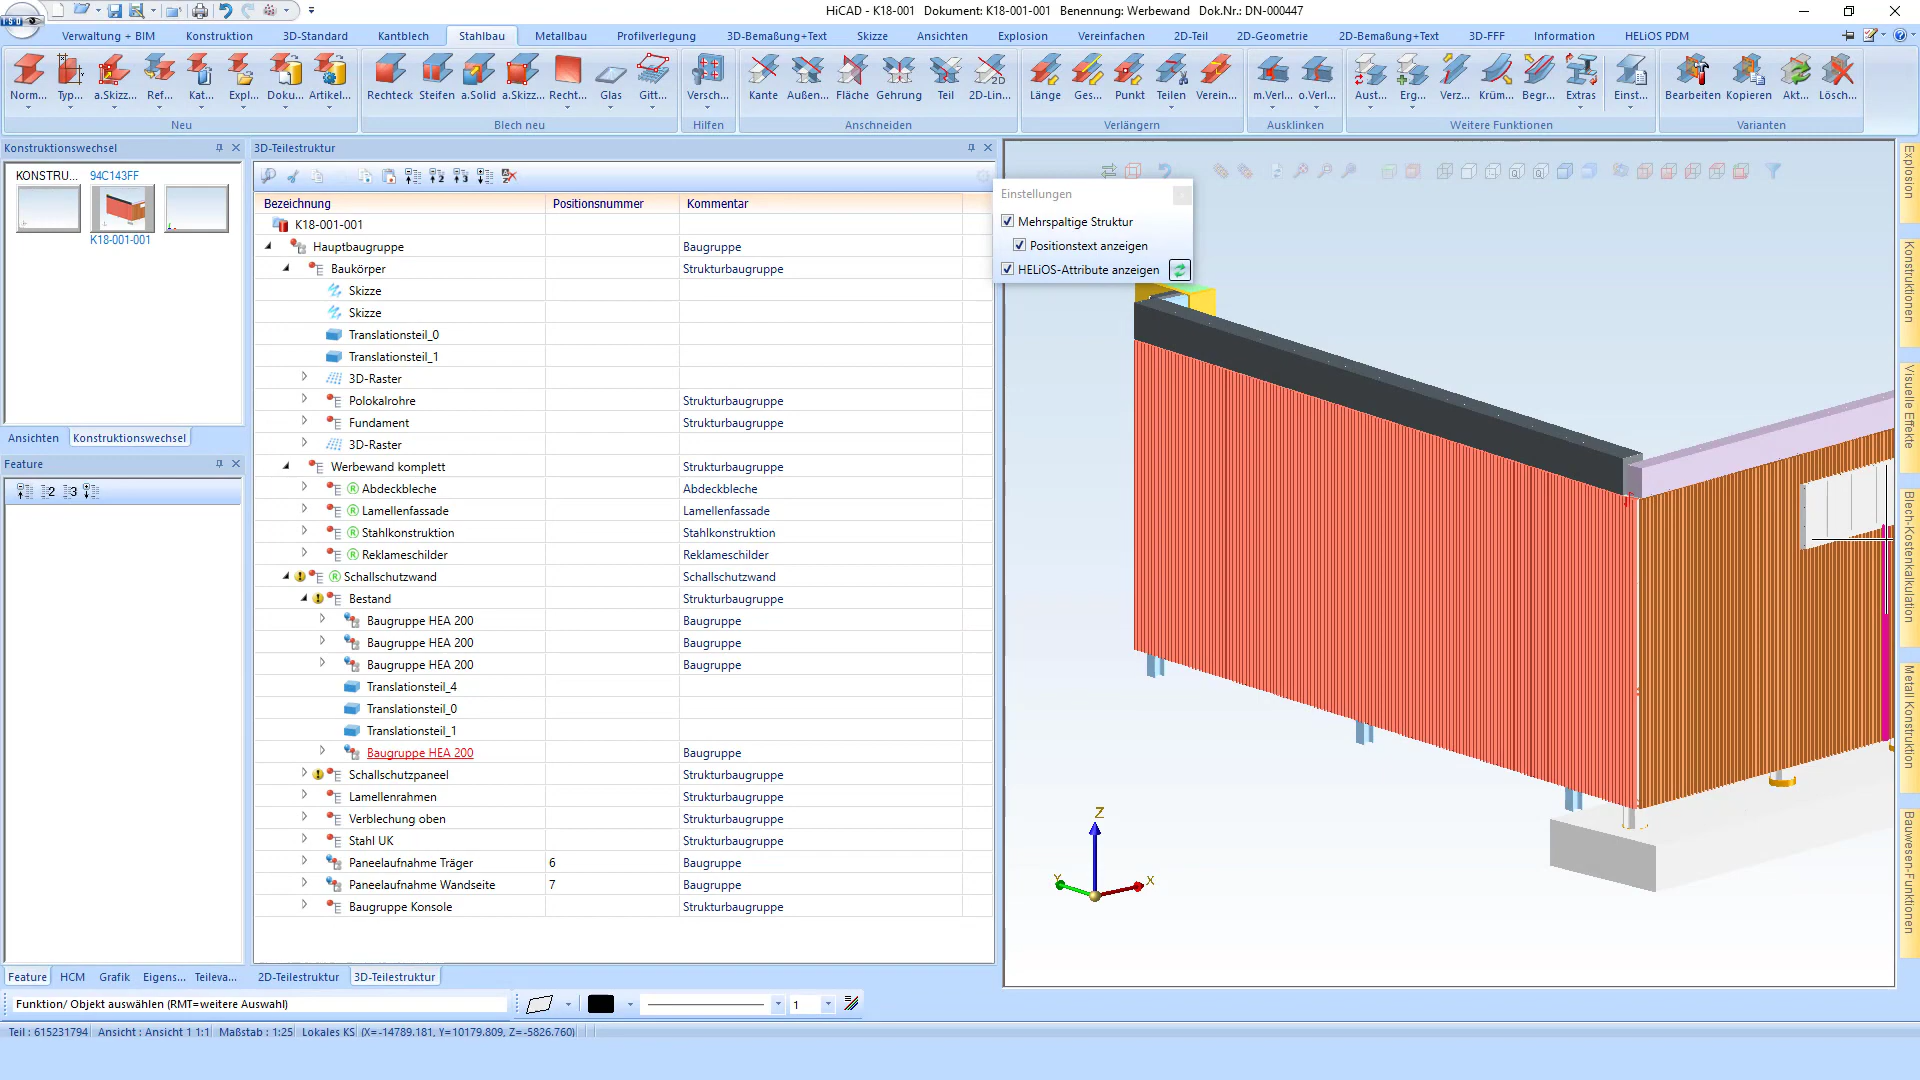 HiCAD - K18-001   Dokument: K18-001-001   Benennung: Werbewand   Dok.Nr.: DN-000447
Verwaltung + BIM
Konstruktion
3D-Standard
Kantblech
Stahlbau
Metallbau
Profilverlegung
3D-Bemaßung+Text
Skizze
Ansichten
Explosion
Vereinfachen
2D-Teil
2D-Geometrie
2D-Bemaßung+Text
3D-FFF
Information
HELiOS PDM
Norm... Typ... a.Skizz... Ref... Kat... Expl... Doku... Artikel...
Rechteck Steifen a.Solid a.Skizz... Recht... Glas Gitt...
Versch...
Kante Außen... Fläche Gehrung Teil 2D-Lin...
Länge Ges... Punkt Teilen Verein...
m.Verl... o.Verl...
Aust... Erg... Verz... Krüm... Begr... Extras Einst...
Bearbeiten Kopieren Akt... Lösch...
Neu
Blech neu
Hilfen
Anschneiden
Verlängern
Ausklinken
Weitere Funktionen
Varianten
Konstruktionswechsel
KONSTRU... 94C143FF
K18-001-001
Ansichten Konstruktionswechsel
Feature
2 3
Feature HCM Grafik Eigens... Teileva...
3D-Teilestruktur
Bezeichnung Positionsnummer Kommentar
K18-001-001
Hauptbaugruppe Baugruppe
Baukörper Strukturbaugruppe
Skizze
Skizze
Translationsteil_0
Translationsteil_1
3D-Raster
Polokalrohre Strukturbaugruppe
Fundament Strukturbaugruppe
3D-Raster
Werbewand komplett Strukturbaugruppe
Abdeckbleche Abdeckbleche
Lamellenfassade Lamellenfassade
Stahlkonstruktion Stahlkonstruktion
Reklameschilder Reklameschilder
Schallschutzwand Schallschutzwand
Bestand Strukturbaugruppe
Baugruppe HEA 200 Baugruppe
Baugruppe HEA 200 Baugruppe
Baugruppe HEA 200 Baugruppe
Translationsteil_4
Translationsteil_0
Translationsteil_1
Baugruppe HEA 200 Baugruppe
Schallschutzpaneel Strukturbaugruppe
Lamellenrahmen Strukturbaugruppe
Verblechung oben Strukturbaugruppe
Stahl UK Strukturbaugruppe
Paneelaufnahme Träger 6 Baugruppe
Paneelaufnahme Wandseite 7 Baugruppe
Baugruppe Konsole Strukturbaugruppe
2D-Teilestruktur 3D-Teilestruktur
Einstellungen
Mehrspaltige Struktur
Positionstext anzeigen
HELiOS-Attribute anzeigen
Z
Y
X
Explosion
Konstruktionen
Visuelle Effekte
Blech-Kostenkalkulation
Metall Konstruktion
Bauwesen-Funktionen
Funktion/ Objekt auswählen (RMT=weitere Auswahl)
1
Teil : 615231794 Ansicht : Ansicht 1 1:1 Maßstab : 1:25 Lokales KS (X=-14789.181, Y=10179.809, Z=-5826.760)